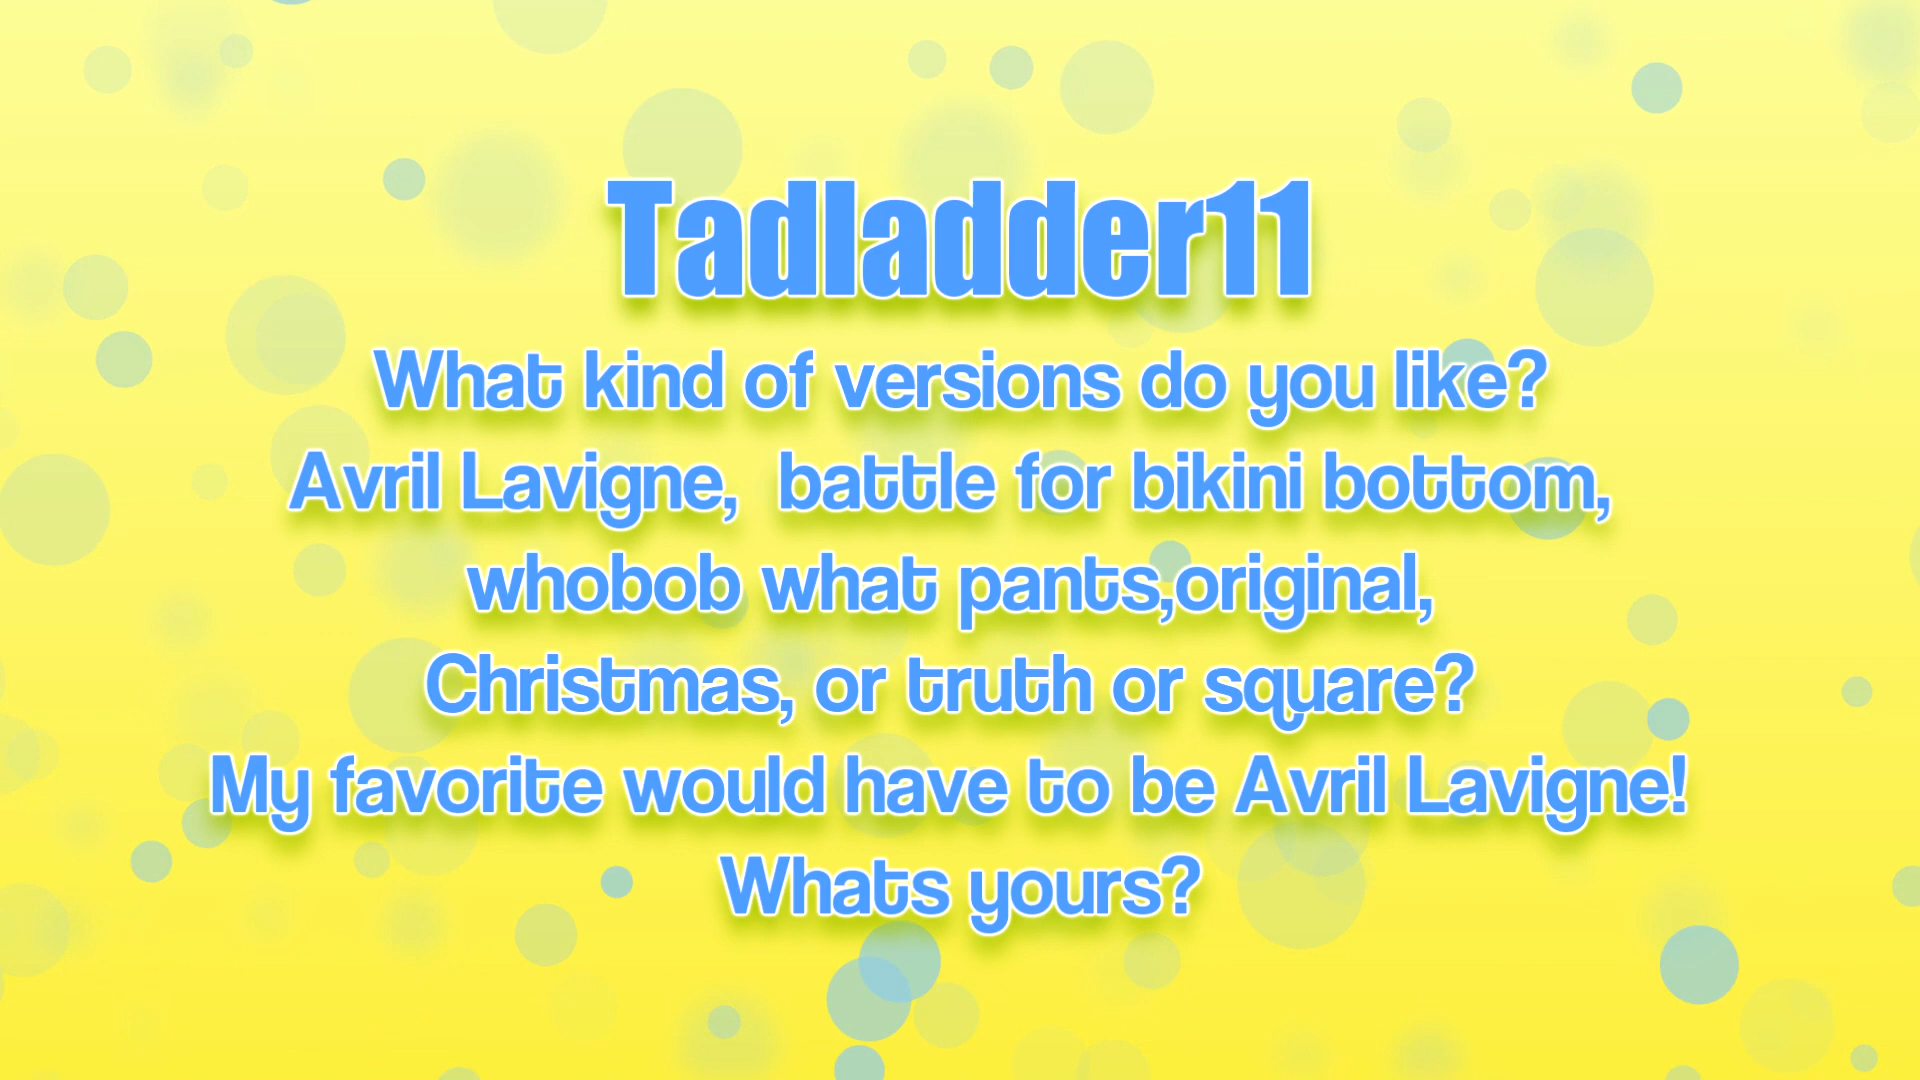 Tadladder11
What kind of versions do you like?
Avril Lavigne,  battle for bikini bottom,
whobob what pants,original,
Christmas, or truth or square?
My favorite would have to be Avril Lavigne!
Whats yours?